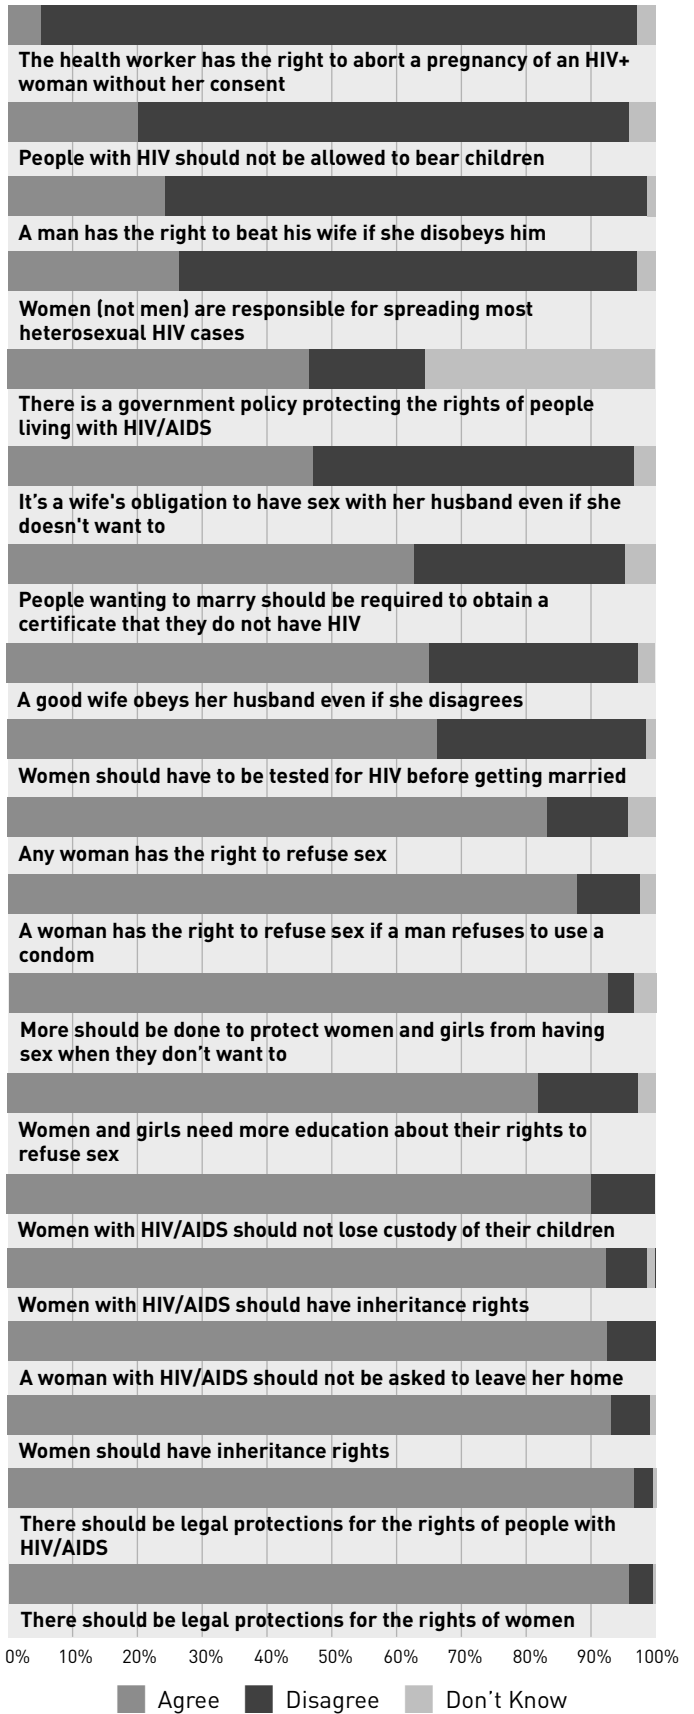 The health worker has the right to abort a pregnancy of an HIV+
woman without her consent
People with HIV should not be allowed to bear children
A man has the right to beat his wife if she disobeys him
Women (not men) are responsible for spreading most
heterosexual HIV cases
There is a government policy protecting the rights of people
living with HIV/AIDS
It’s a wife's obligation to have sex with her husband even if she
doesn't want to
People wanting to marry should be required to obtain a
certificate that they do not have HIV
A good wife obeys her husband even if she disagrees
Women should have to be tested for HIV before getting married
Any woman has the right to refuse sex
A woman has the right to refuse sex if a man refuses to use a
condom
More should be done to protect women and girls from having
sex when they don’t want to
Women and girls need more education about their rights to
refuse sex
Women with HIV/AIDS should not lose custody of their children
Women with HIV/AIDS should have inheritance rights
A woman with HIV/AIDS should not be asked to leave her home
Women should have inheritance rights
There should be legal protections for the rights of people with
HIV/AIDS
There should be legal protections for the rights of women
0% 10% 20% 30% 40% 50% 60% 70% 80% 90% 100%
Agree Disagree Don’t Know